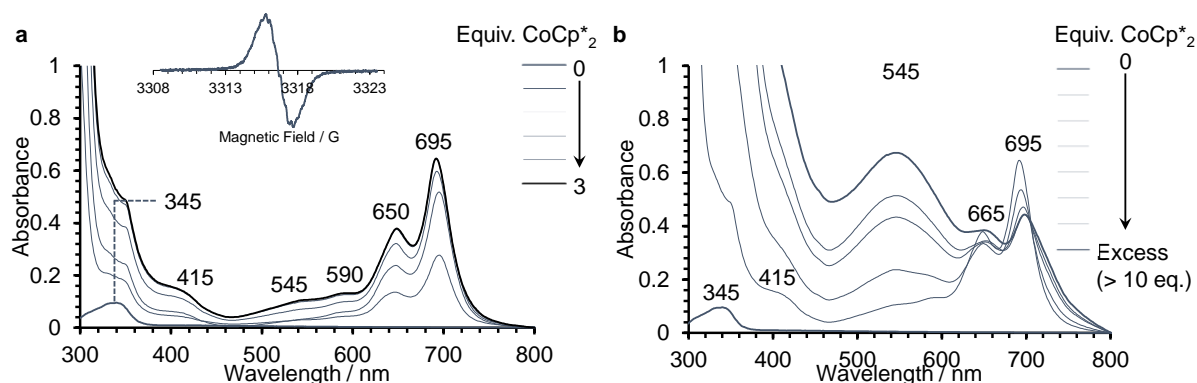 a
Equiv. CoCp*2
0
3
3308 3313 3318 3323
Magnetic Field / G
1
0.8
0.6
0.4
0.2
0
Absorbance
345
415
545
590
650
695
300 400 500 600 700 800
Wavelength / nm
b
Equiv. CoCp*2
0
Excess
(> 10 eq.)
1
0.8
0.6
0.4
0.2
0
Absorbance
545
695
665
415
345
300 400 500 600 700 800
Wavelength / nm